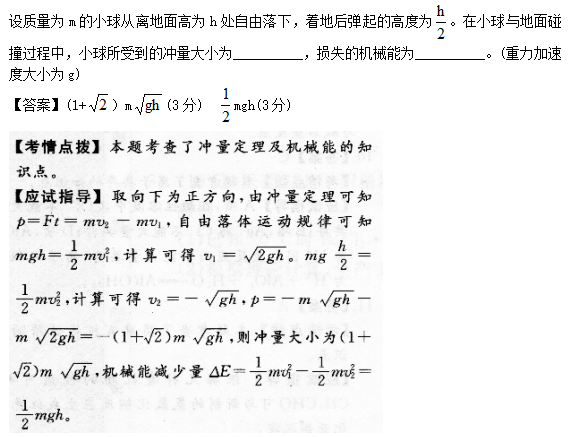 设质量为 m 的小球从离地面高为 h 处自由落下，着地后弹起的高度为 h/2。在小球与地面碰
撞过程中，小球所受到的冲量大小为__________，损失的机械能为__________。(重力加速
度大小为 g)
【答案】(1+√2)m√gh (3 分) 1/2 mgh(3 分)
【考情点拨】本题考查了冲量定理及机械能的知
识点。
【应试指导】取向下为正方向,由冲量定理可知
p=Ft=mv₂-mv₁,自由落体运动规律可知
mgh=1/2 mv₁²,计算可得 v₁=√2gh。mg h/2=
1/2 mv₂²,计算可得 v₂=-√gh,p=-m√gh-
m√2gh=-(1+√2)m√gh,则冲量大小为(1+
√2)m√gh,机械能减少量 ΔE=1/2 mv₁²-1/2 mv₂²=
1/2 mgh。